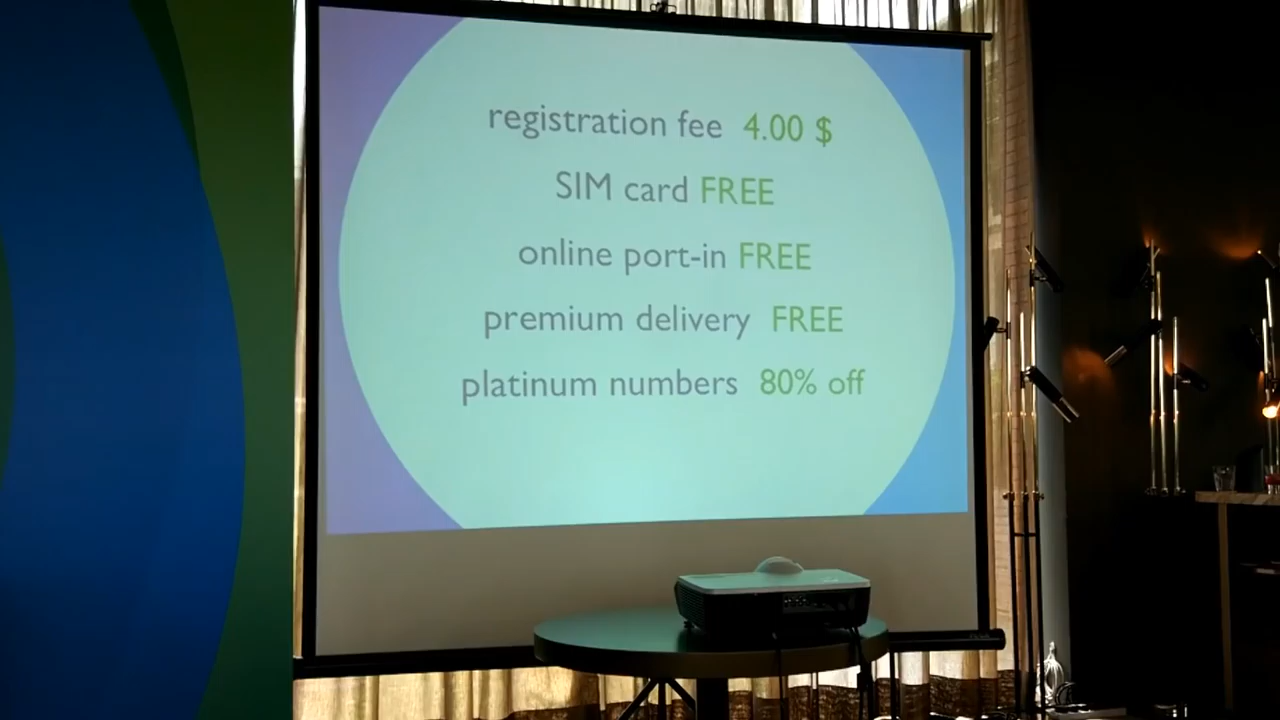 registration fee 4.00 $
SIM card FREE
online port-in FREE
premium delivery FREE
platinum numbers 80% off